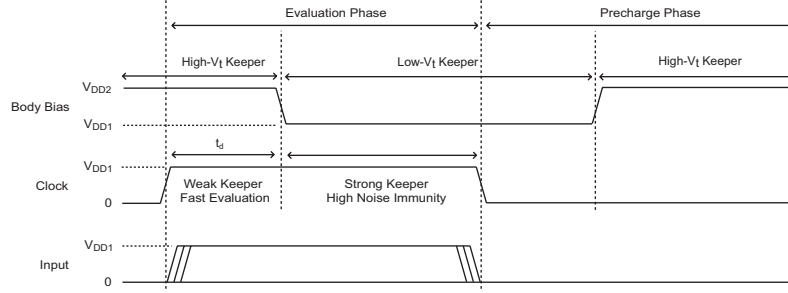 Evaluation Phase
Precharge Phase
High-Vt Keeper
Low-Vt Keeper
High-Vt Keeper
Body Bias
VDD2
VDD1
td
Clock
VDD1
0
Weak Keeper
Fast Evaluation
Strong Keeper
High Noise Immunity
Input
VDD1
0